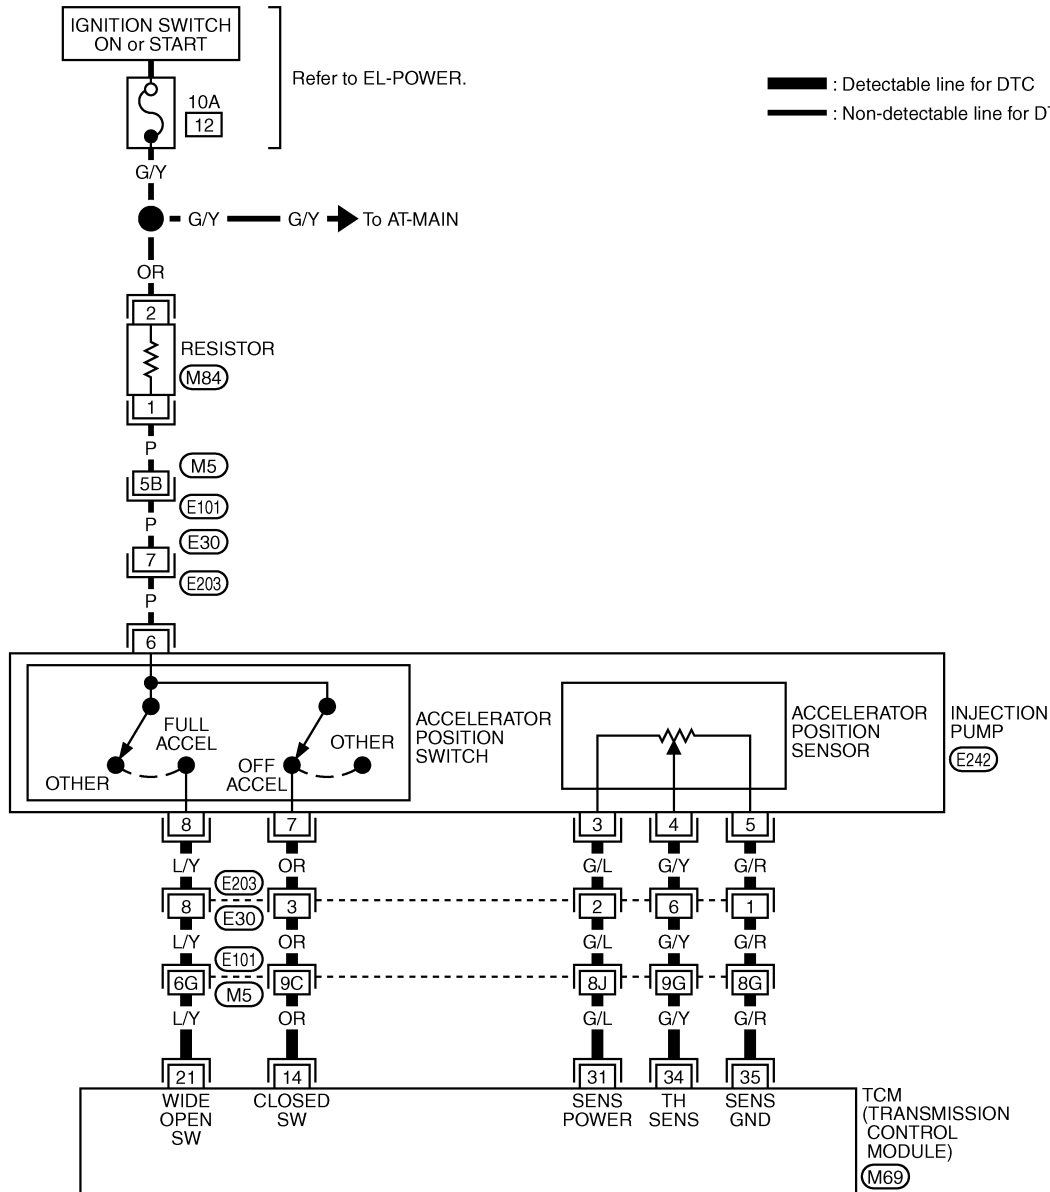 IGNITION SWITCH
ON or START
Refer to EL-POWER.
10A
12
: Detectable line for DTC
: Non-detectable line for DT
G/Y
G/Y
G/Y
To AT-MAIN
OR
2
RESISTOR
M84
1
P
M5
5B
E101
P
E30
7
E203
P
6
FULL
ACCEL
OTHER
OFF
ACCEL
OTHER
ACCELERATOR
POSITION
SWITCH
ACCELERATOR
POSITION
SENSOR
INJECTION
PUMP
E242
8
7
3
4
5
L/Y
OR
G/L
G/Y
G/R
E203
8
3
2
6
1
E30
L/Y
OR
G/L
G/Y
G/R
E101
6G
9C
8J
9G
8G
M5
L/Y
OR
G/L
G/Y
G/R
21
14
31
34
35
WIDE
OPEN
SW
CLOSED
SW
SENS
POWER
TH
SENS
SENS
GND
TCM
(TRANSMISSION
CONTROL
MODULE)
M69